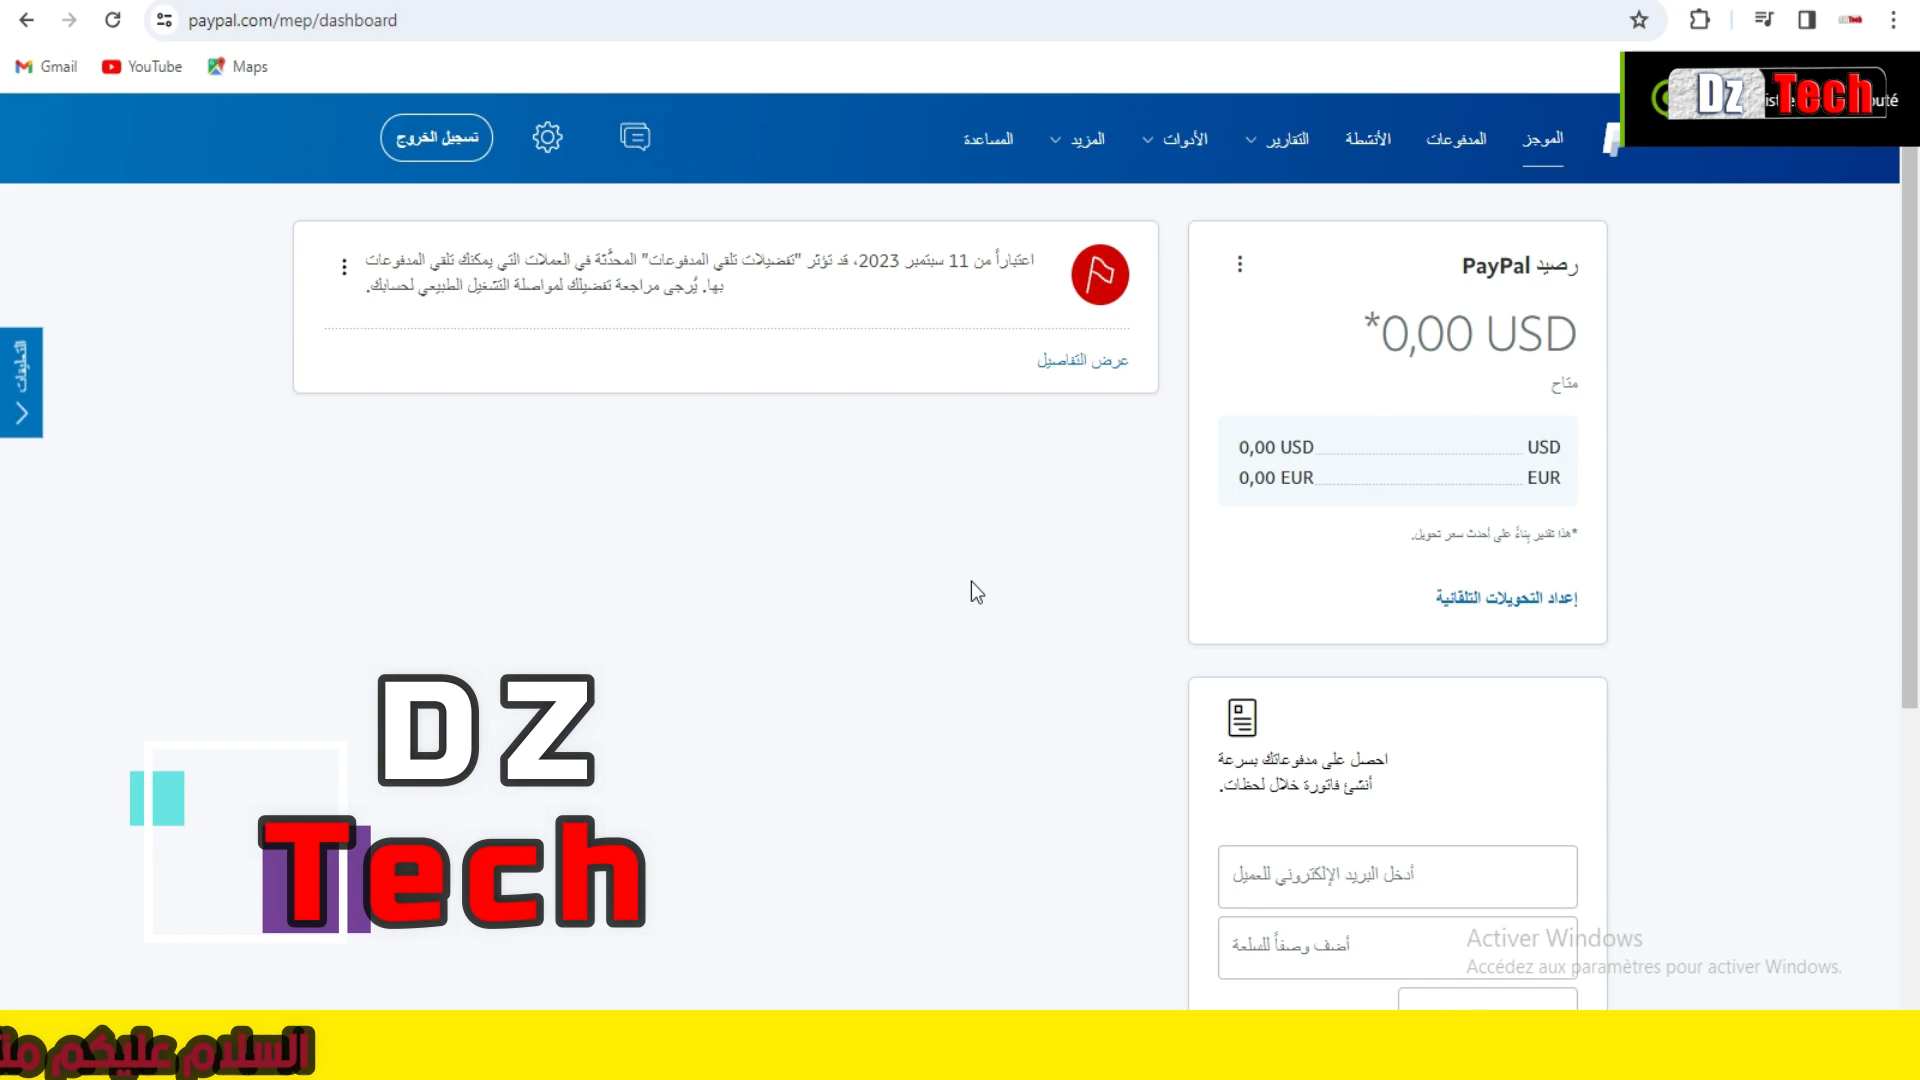 paypal.com/mep/dashboard
Gmail
YouTube
Maps
Dz Tech
الموجز
المدفوعات
الأنشطة
التقارير
الأدوات
المزيد
المساعدة
تسجيل الخروج
رصيد PayPal
*0,00 USD
متاح
USD 0,00 USD
EUR 0,00 EUR
*هذا تقدير بناءً على أحدث سعر تحويل.
إعداد التحويلات التلقائية
اعتباراً من 11 سبتمبر 2023، قد تؤثر "تفضيلات تلقي المدفوعات" المحدَّثة في العملات التي يمكنك تلقي المدفوعات
بها. يُرجى مراجعة تفضيلك لمواصلة التشغيل الطبيعي لحسابك.
عرض التفاصيل
التعليقات
احصل على مدفوعاتك بسرعة
أنشئ فاتورة خلال لحظات.
أدخل البريد الإلكتروني للعميل
أضف وصفاً للسلعة
DZ
Tech
Activer Windows
Accédez aux paramètres pour activer Windows.
السلام عليكم